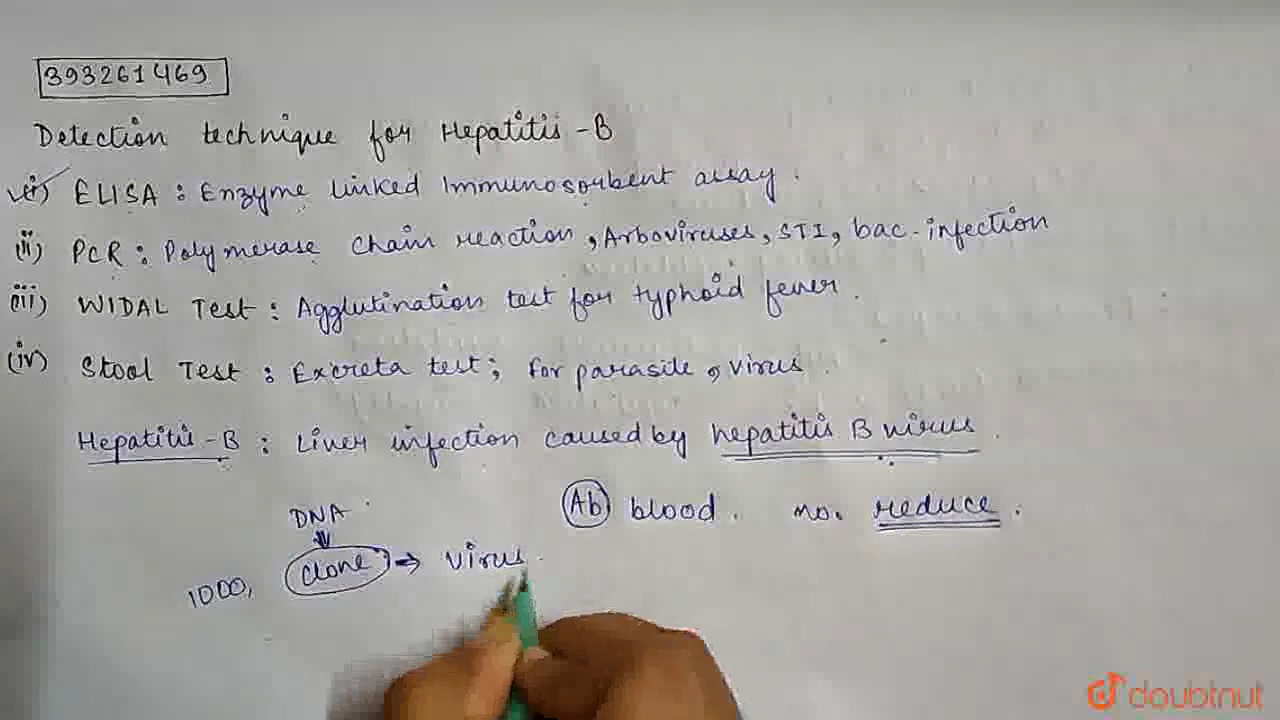 393261469
Detection technique for Hepatitis-B
(i) ELISA : Enzyme linked Immunosorbent assay.
(ii) PCR : Polymerase chain reaction, Arboviruses, STI, bac-infection
(iii) WIDAL Test : Agglutination test for typhoid fever.
(iv) Stool Test : Excreta test; for parasite, virus.
Hepatitis-B : Liver infection caused by hepatitis B virus.
Ab blood. no. reduce.
DNA
1000, clone → virus.
doubtnut